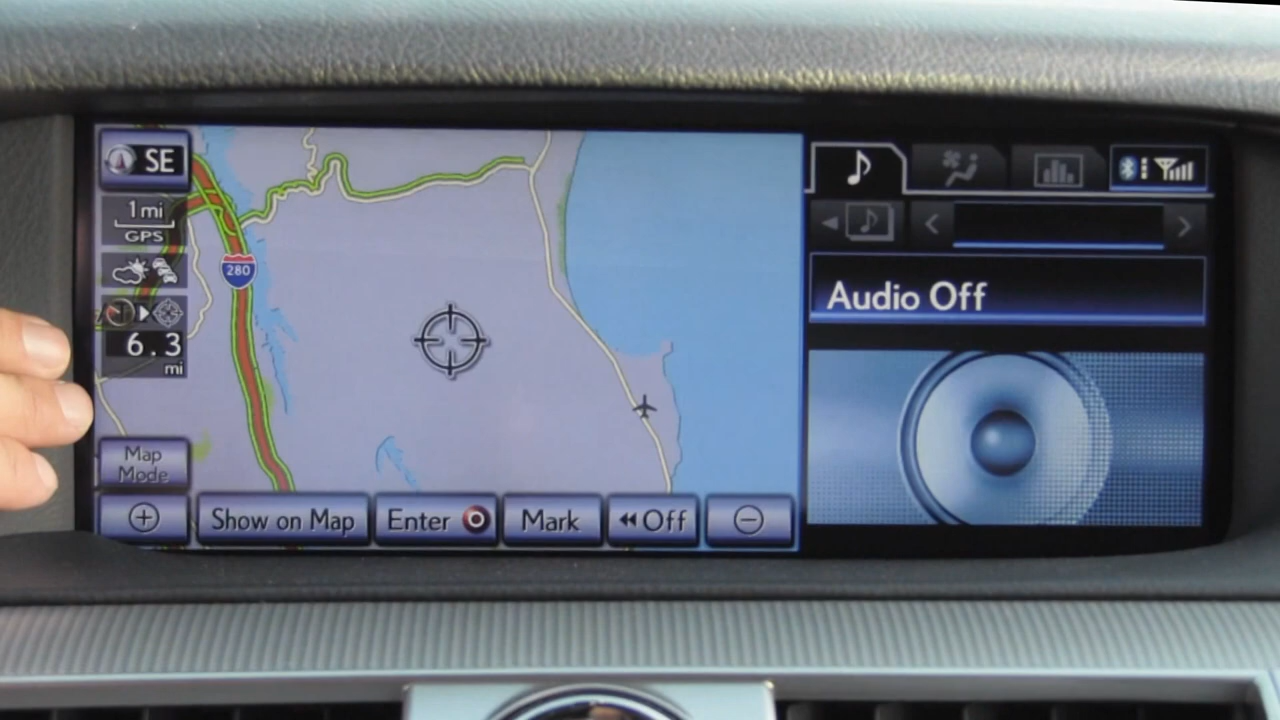 SE
1mi
GPS
280
6.3
mi
Map
Mode
Show on Map
Enter
Mark
Off
Audio Off